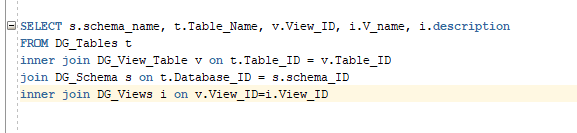 SELECT s.schema_name, t.Table_Name, v.View_ID, i.V_name, i.description
FROM DG_Tables t
inner join DG_View_Table v on t.Table_ID = v.Table_ID
join DG_Schema s on t.Database_ID = s.schema_ID
inner join DG_Views i on v.View_ID=i.View_ID